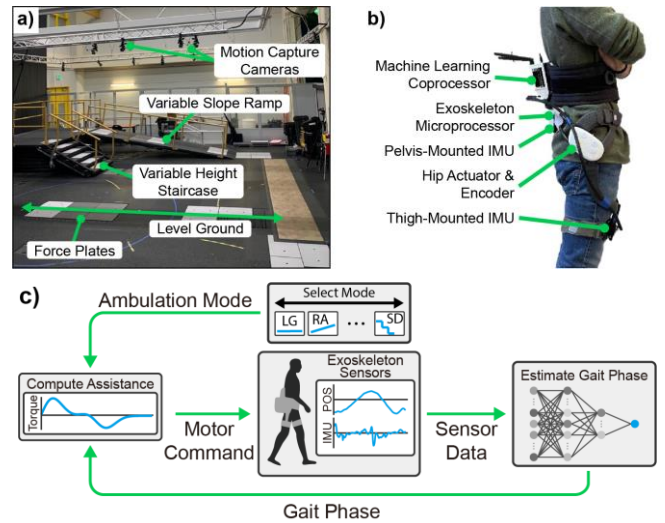 a)
Motion Capture
Cameras
Variable Slope Ramp
Variable Height
Staircase
Level Ground
Force Plates
b)
Machine Learning
Coprocessor
Exoskeleton
Microprocessor
Pelvis-Mounted IMU
Hip Actuator &
Encoder
Thigh-Mounted IMU
c)
Ambulation Mode
Select Mode
LG RA ... SD
Compute Assistance
Torque
Motor
Command
Exoskeleton
Sensors
POS
IMU
Sensor
Data
Estimate Gait Phase
Gait Phase